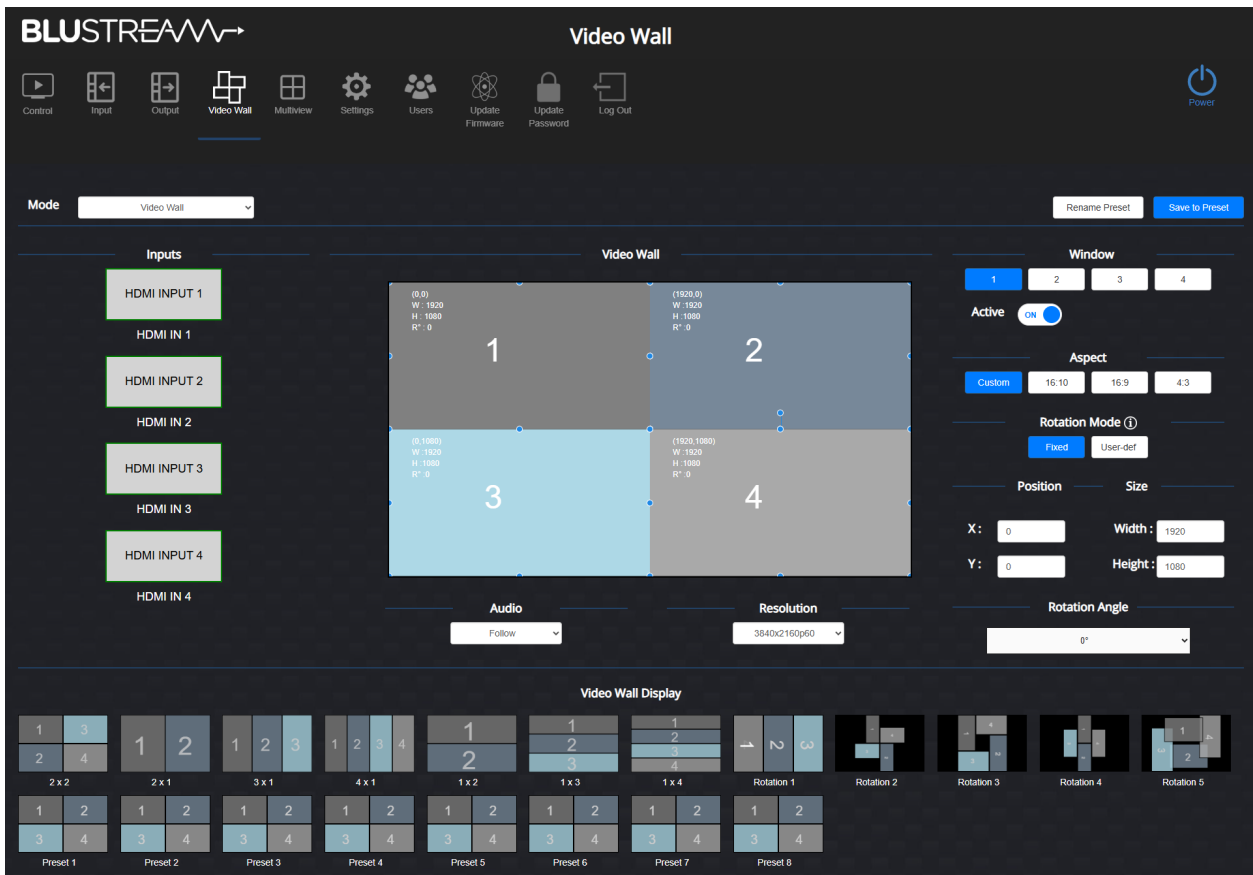 BLUSTREAM
Video Wall
Control
Input
Output
Video Wall
Multiview
Settings
Users
Update
Firmware
Update
Password
Log Out
Power
Mode
Video Wall
Rename Preset
Save to Preset
Inputs
HDMI INPUT 1
HDMI IN 1
HDMI INPUT 2
HDMI IN 2
HDMI INPUT 3
HDMI IN 3
HDMI INPUT 4
HDMI IN 4
Video Wall
(0,0)
W : 1920
H : 1080
R° : 0
1
(1920,0)
W :1920
H :1080
R° :0
2
(0,1080)
W :1920
H :1080
R° :0
3
(1920,1080)
W :1920
H :1080
R° :0
4
Audio
Follow
Resolution
3840x2160p60
Window
1 2 3 4
Active ON
Aspect
Custom 16:10 16:9 4:3
Rotation Mode i
Fixed User-def
Position Size
X : 0 Width : 1920
Y : 0 Height : 1080
Rotation Angle
0°
Video Wall Display
1 3
2 4
2 x 2
1 2
2 x 1
1 2 3
3 x 1
1 2 3 4
4 x 1
1
2
1 x 2
1
2
3
1 x 3
1
2
3
4
1 x 4
1 2 3
Rotation 1
Rotation 2
Rotation 3
Rotation 4
1 4
3 2
Rotation 5
1 2
3 4
Preset 1
1 2
3 4
Preset 2
1 2
3 4
Preset 3
1 2
3 4
Preset 4
1 2
3 4
Preset 5
1 2
3 4
Preset 6
1 2
3 4
Preset 7
1 2
3 4
Preset 8